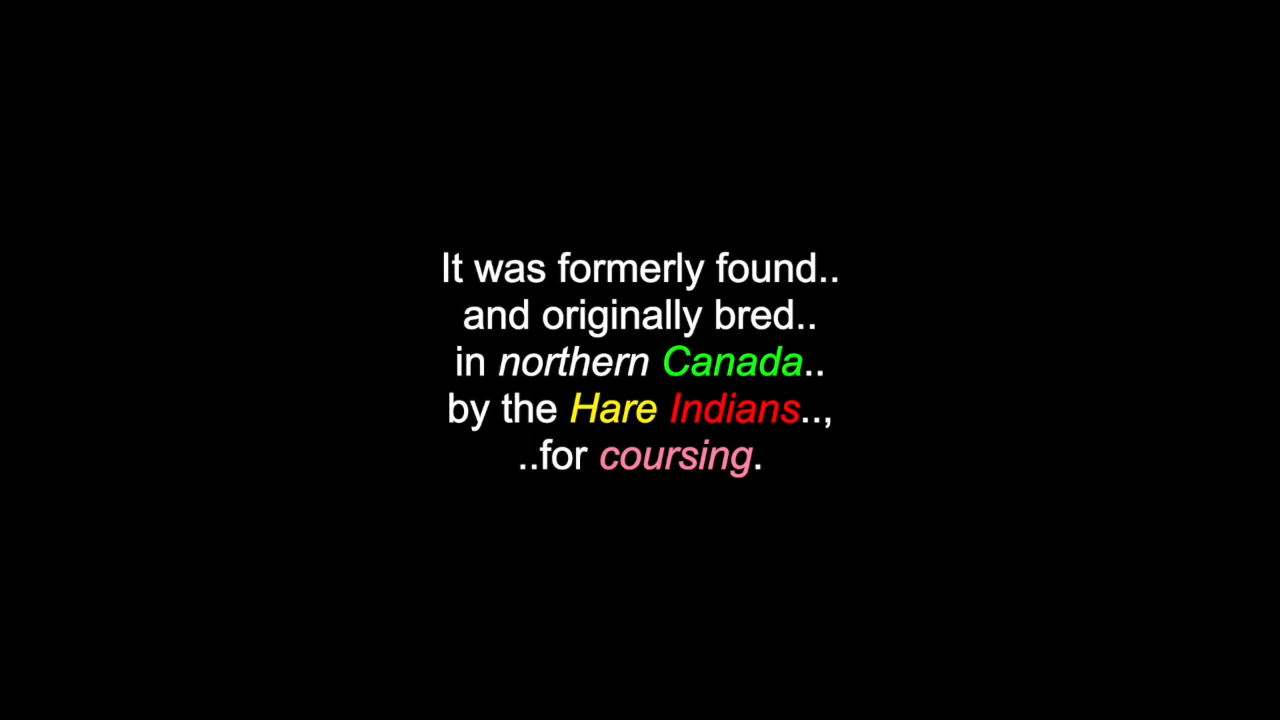 It was formerly found..
and originally bred..
in northern Canada..
by the Hare Indians..,
..for coursing.